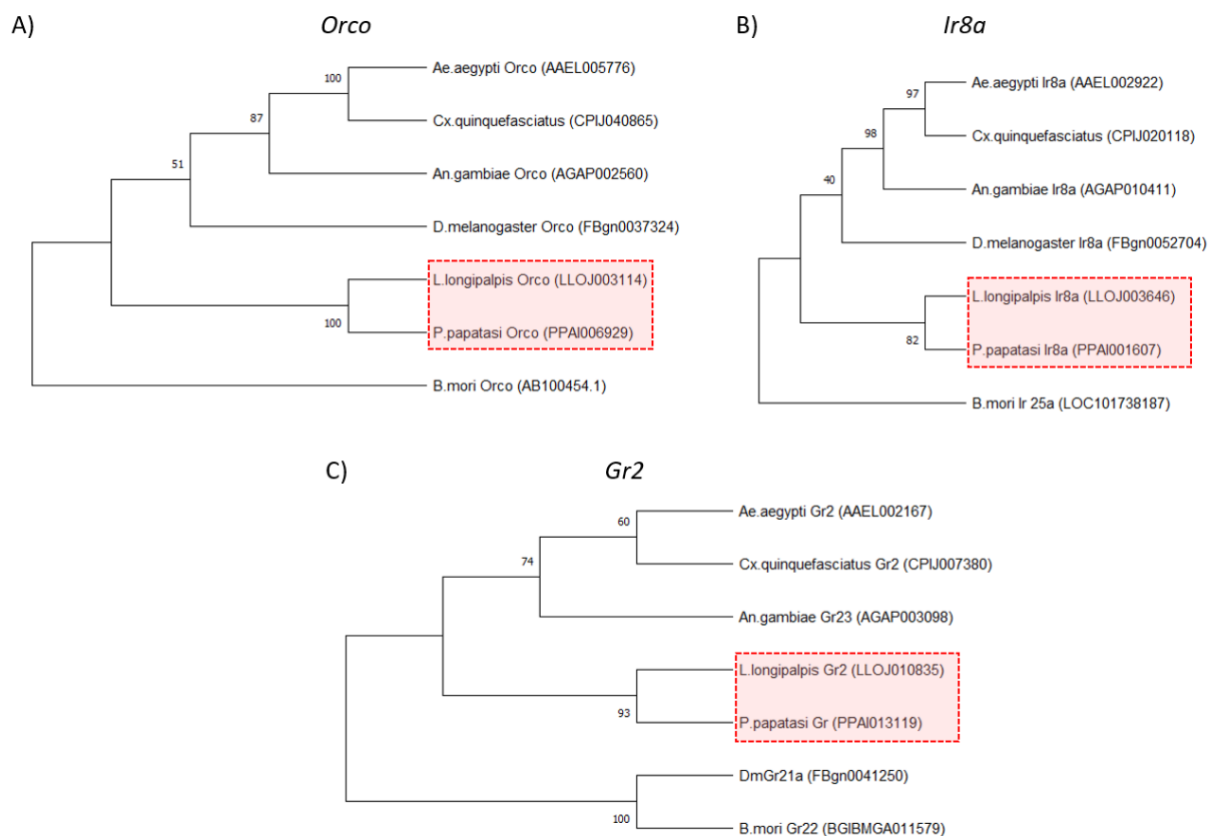 A)
Orco
Ae.aegypti Orco (AAEL005776)
100
Cx.quinquefasciatus (CPIJ040865)
87
An.gambiae Orco (AGAP002560)
51
D.melanogaster Orco (FBgn0037324)
L.longipalpis Orco (LLOJ003114)
100
P.papatasi Orco (PPAI006929)
B.mori Orco (AB100454.1)
B)
Ir8a
Ae.aegypti Ir8a (AAEL002922)
97
Cx.quinquefasciatus (CPIJ020118)
98
An.gambiae Ir8a (AGAP010411)
40
D.melanogaster Ir8a (FBgn0052704)
L.longipalpis Ir8a (LLOJ003646)
82
P.papatasi Ir8a (PPAI001607)
B.mori Ir 25a (LOC101738187)
C)
Gr2
Ae.aegypti Gr2 (AAEL002167)
60
Cx.quinquefasciatus Gr2 (CPIJ007380)
74
An.gambiae Gr23 (AGAP003098)
L.longipalpis Gr2 (LLOJ010835)
93
P.papatasi Gr (PPAI013119)
DmGr21a (FBgn0041250)
100
B.mori Gr22 (BGIBMGA011579)